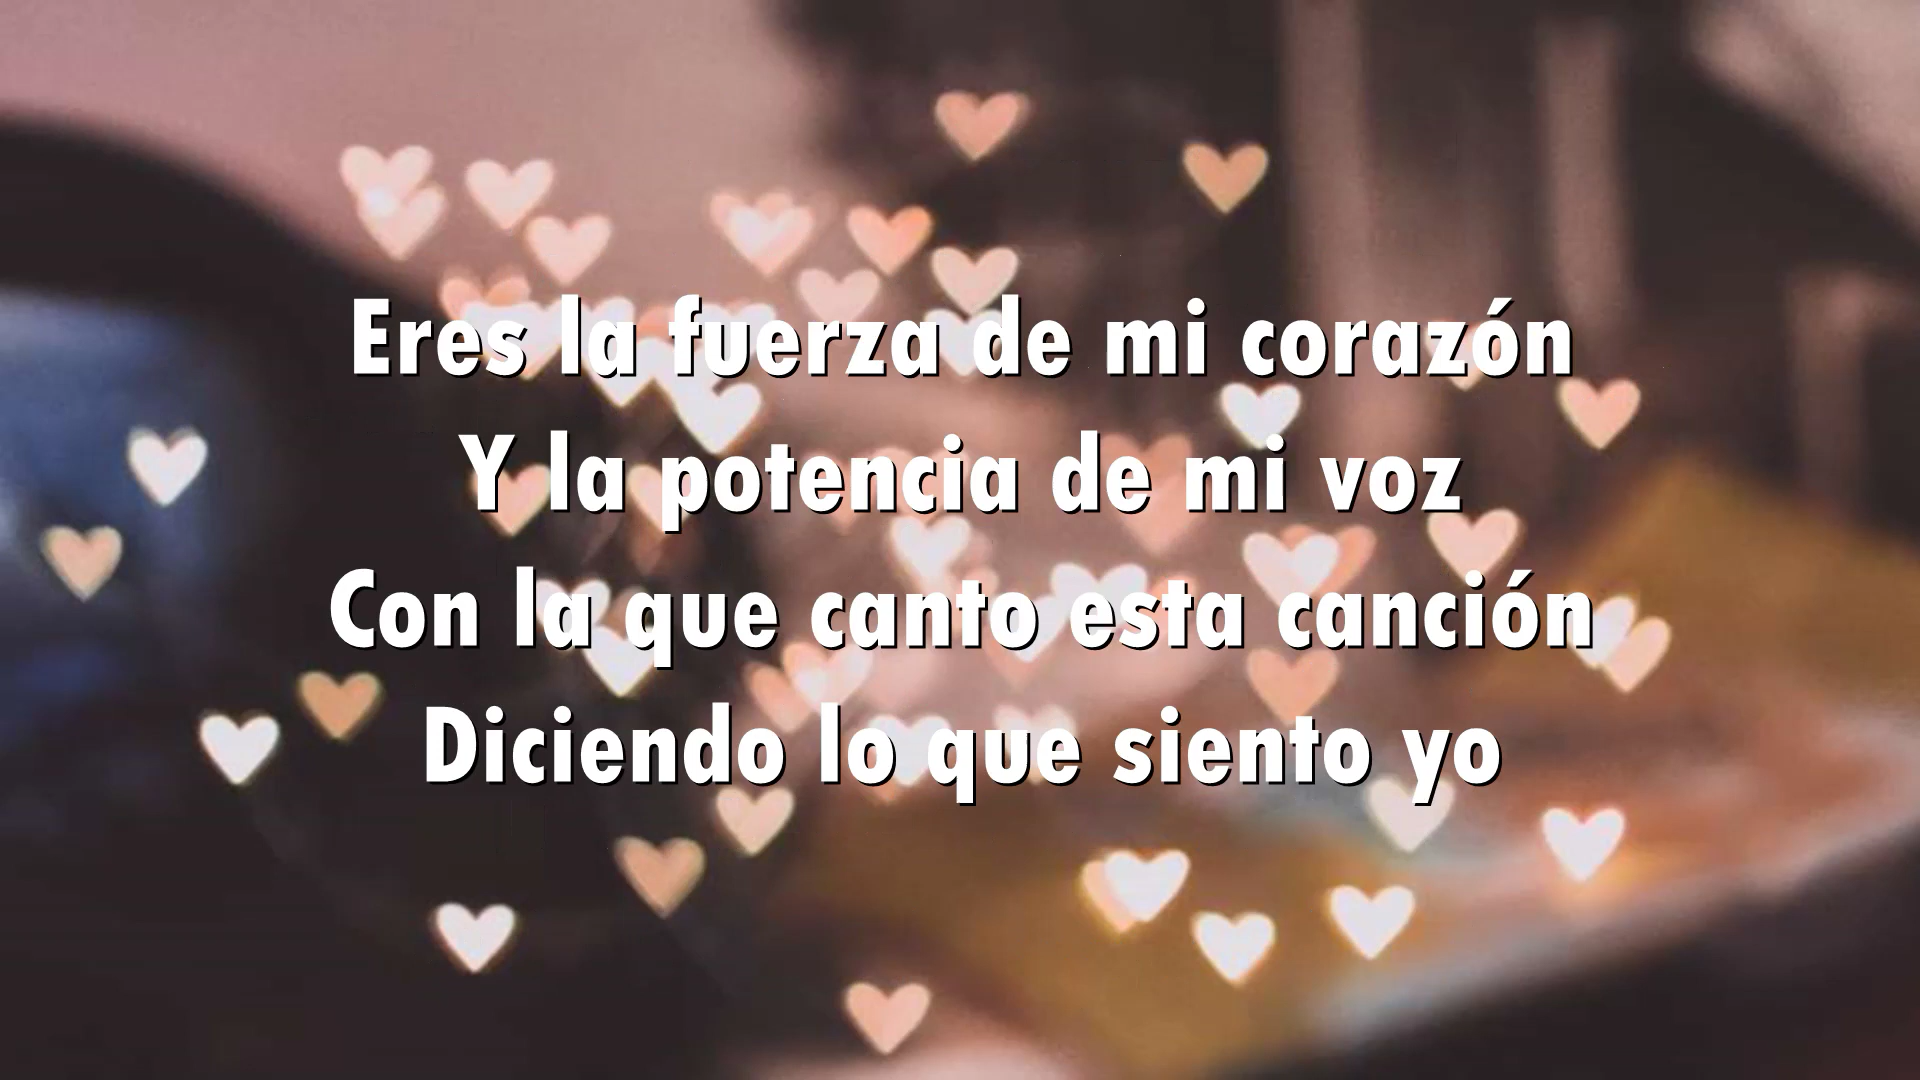 Eres la fuerza de mi corazón
Y la potencia de mi voz
Con la que canto esta canción
Diciendo lo que siento yo